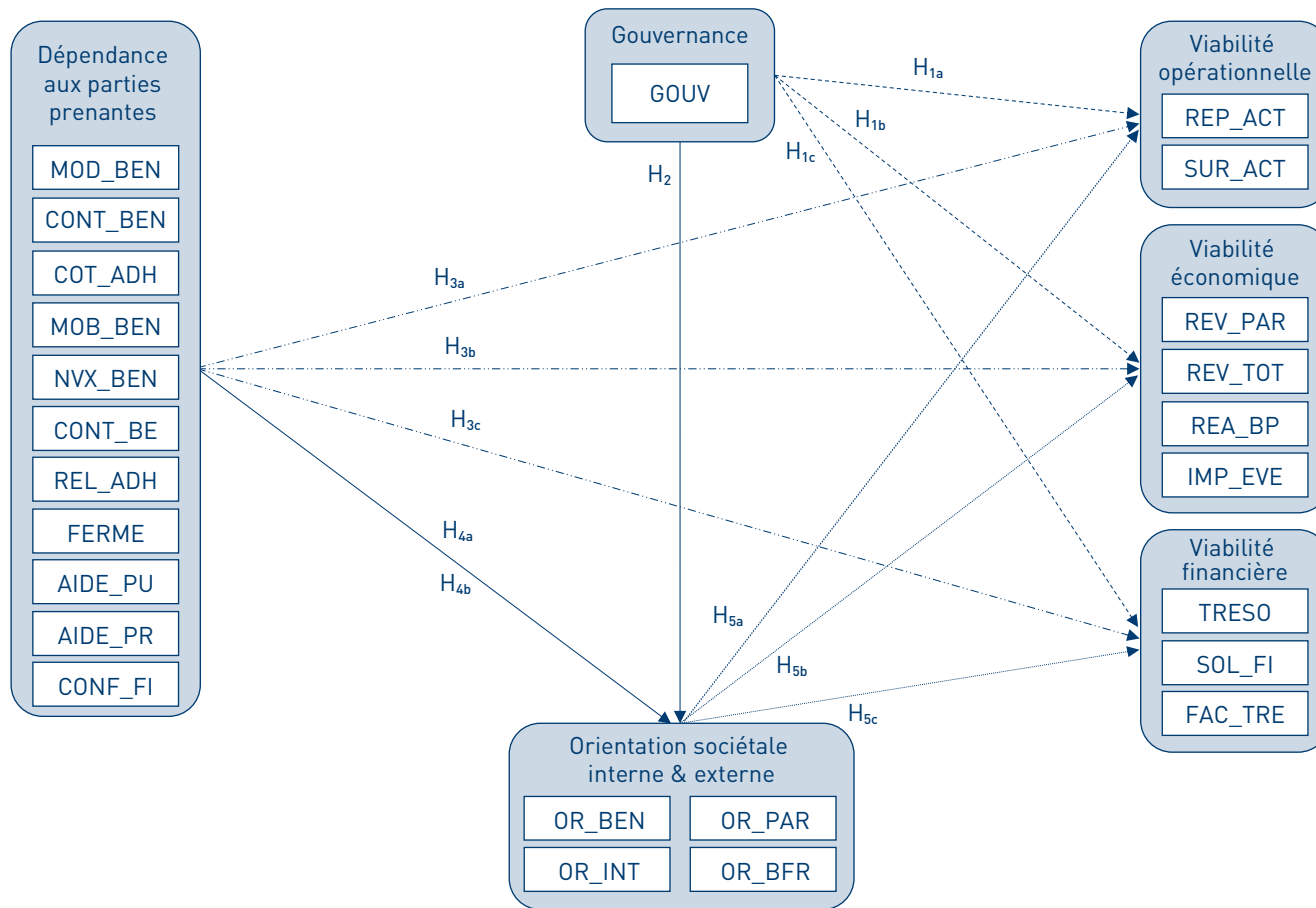 Dépendance
aux parties
prenantes
MOD_BEN
CONT_BEN
COT_ADH
MOB_BEN
NVX_BEN
CONT_BE
REL_ADH
FERME
AIDE_PU
AIDE_PR
CONF_FI
Gouvernance
GOUV
H1a
H1b
H1c
H2
H3a
H3b
H3c
H4a
H4b
H5a
H5b
H5c
Viabilité
opérationnelle
REP_ACT
SUR_ACT
Viabilité
économique
REV_PAR
REV_TOT
REA_BP
IMP_EVE
Viabilité
financière
TRESO
SOL_FI
FAC_TRE
Orientation sociétale
interne & externe
OR_BEN
OR_PAR
OR_INT
OR_BFR